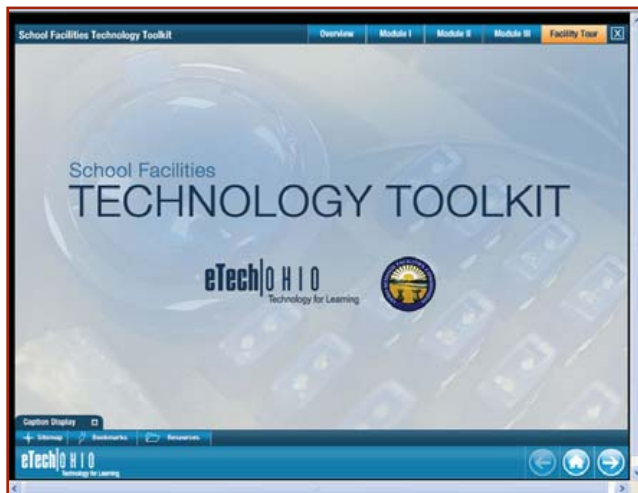 School Facilities Technology Toolkit
Overview
Module I
Module II
Module III
Facility Tour
X
School Facilities
TECHNOLOGY TOOLKIT
eTech|OHIO
Technology for Learning
Caption Display
Sitemap
Bookmarks
Resources
eTech|OHIO
Technology for Learning